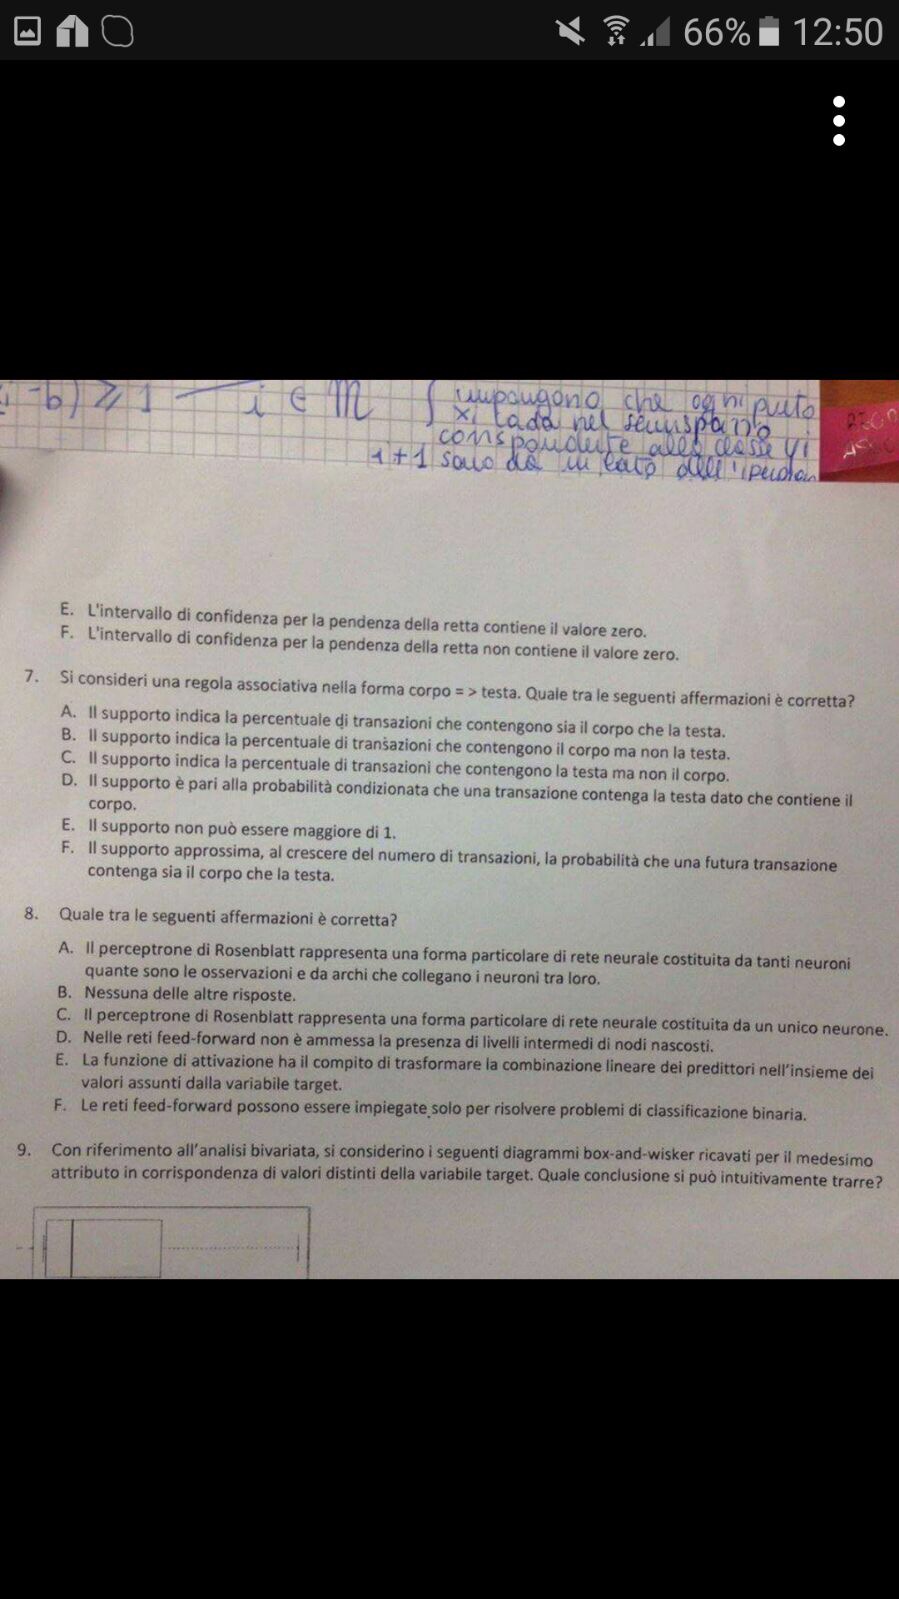 66% 12:50
-b) ⩾ 1 i ∈ M impongono che ogni punto
xi cada nel semispazio
corrispondente alla classe yi
1+1 sono da un lato dell'
E. L'intervallo di confidenza per la pendenza della retta contiene il valore zero.
F. L'intervallo di confidenza per la pendenza della retta non contiene il valore zero.
7. Si consideri una regola associativa nella forma corpo = > testa. Quale tra le seguenti affermazioni è corretta?
A. Il supporto indica la percentuale di transazioni che contengono sia il corpo che la testa.
B. Il supporto indica la percentuale di transazioni che contengono il corpo ma non la testa.
C. Il supporto indica la percentuale di transazioni che contengono la testa ma non il corpo.
D. Il supporto è pari alla probabilità condizionata che una transazione contenga la testa dato che contiene il
corpo.
E. Il supporto non può essere maggiore di 1.
F. Il supporto approssima, al crescere del numero di transazioni, la probabilità che una futura transazione
contenga sia il corpo che la testa.
8. Quale tra le seguenti affermazioni è corretta?
A. Il perceptrone di Rosenblatt rappresenta una forma particolare di rete neurale costituita da tanti neuroni
quante sono le osservazioni e da archi che collegano i neuroni tra loro.
B. Nessuna delle altre risposte.
C. Il perceptrone di Rosenblatt rappresenta una forma particolare di rete neurale costituita da un unico neurone.
D. Nelle reti feed-forward non è ammessa la presenza di livelli intermedi di nodi nascosti.
E. La funzione di attivazione ha il compito di trasformare la combinazione lineare dei predittori nell'insieme dei
valori assunti dalla variabile target.
F. Le reti feed-forward possono essere impiegate solo per risolvere problemi di classificazione binaria.
9. Con riferimento all'analisi bivariata, si considerino i seguenti diagrammi box-and-wisker ricavati per il medesimo
attributo in corrispondenza di valori distinti della variabile target. Quale conclusione si può intuitivamente trarre?